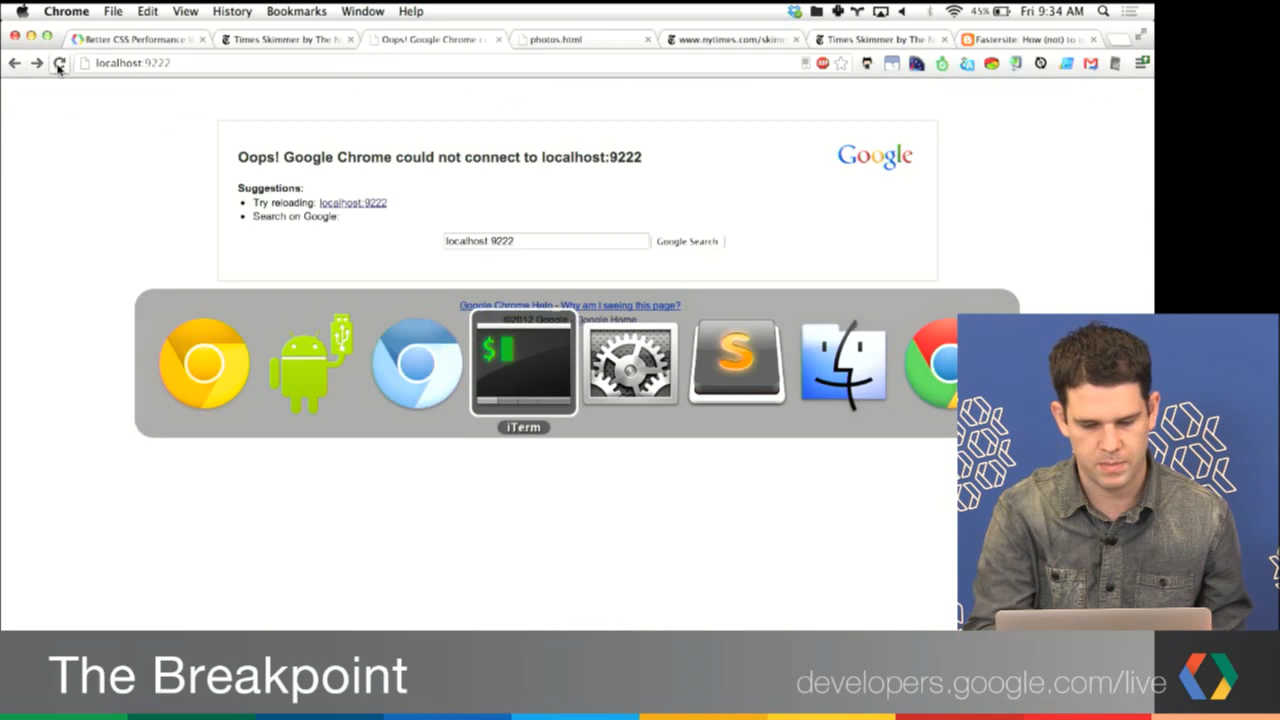 Chrome File Edit View History Bookmarks Window Help 45% Fri 9:34 AM
Better CSS Performance Times Skimmer by The N Oops! Google Chrome photos.html www.nytimes.com/skim Times Skimmer by The N Fastersite: How (not) to
localhost:9222
Oops! Google Chrome could not connect to localhost:9222
Google
Suggestions:
Try reloading: localhost:9222
Search on Google:
localhost 9222 Google Search
Google Chrome Help - Why am I seeing this page?
©2012 Google - Google Home
$
S
iTerm
The Breakpoint
developers.google.com/live